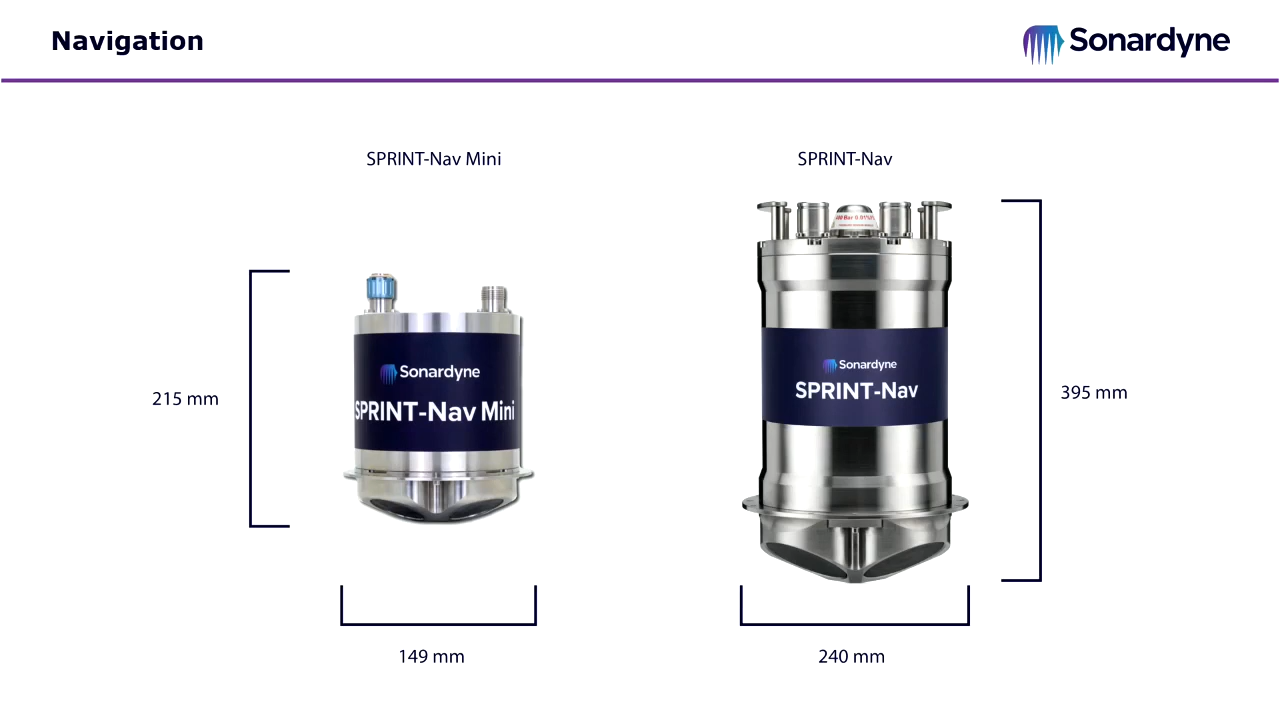 Navigation
Sonardyne
SPRINT-Nav Mini
SPRINT-Nav
215 mm
Sonardyne
SPRINT-Nav Mini
Sonardyne
SPRINT-Nav
395 mm
149 mm
240 mm